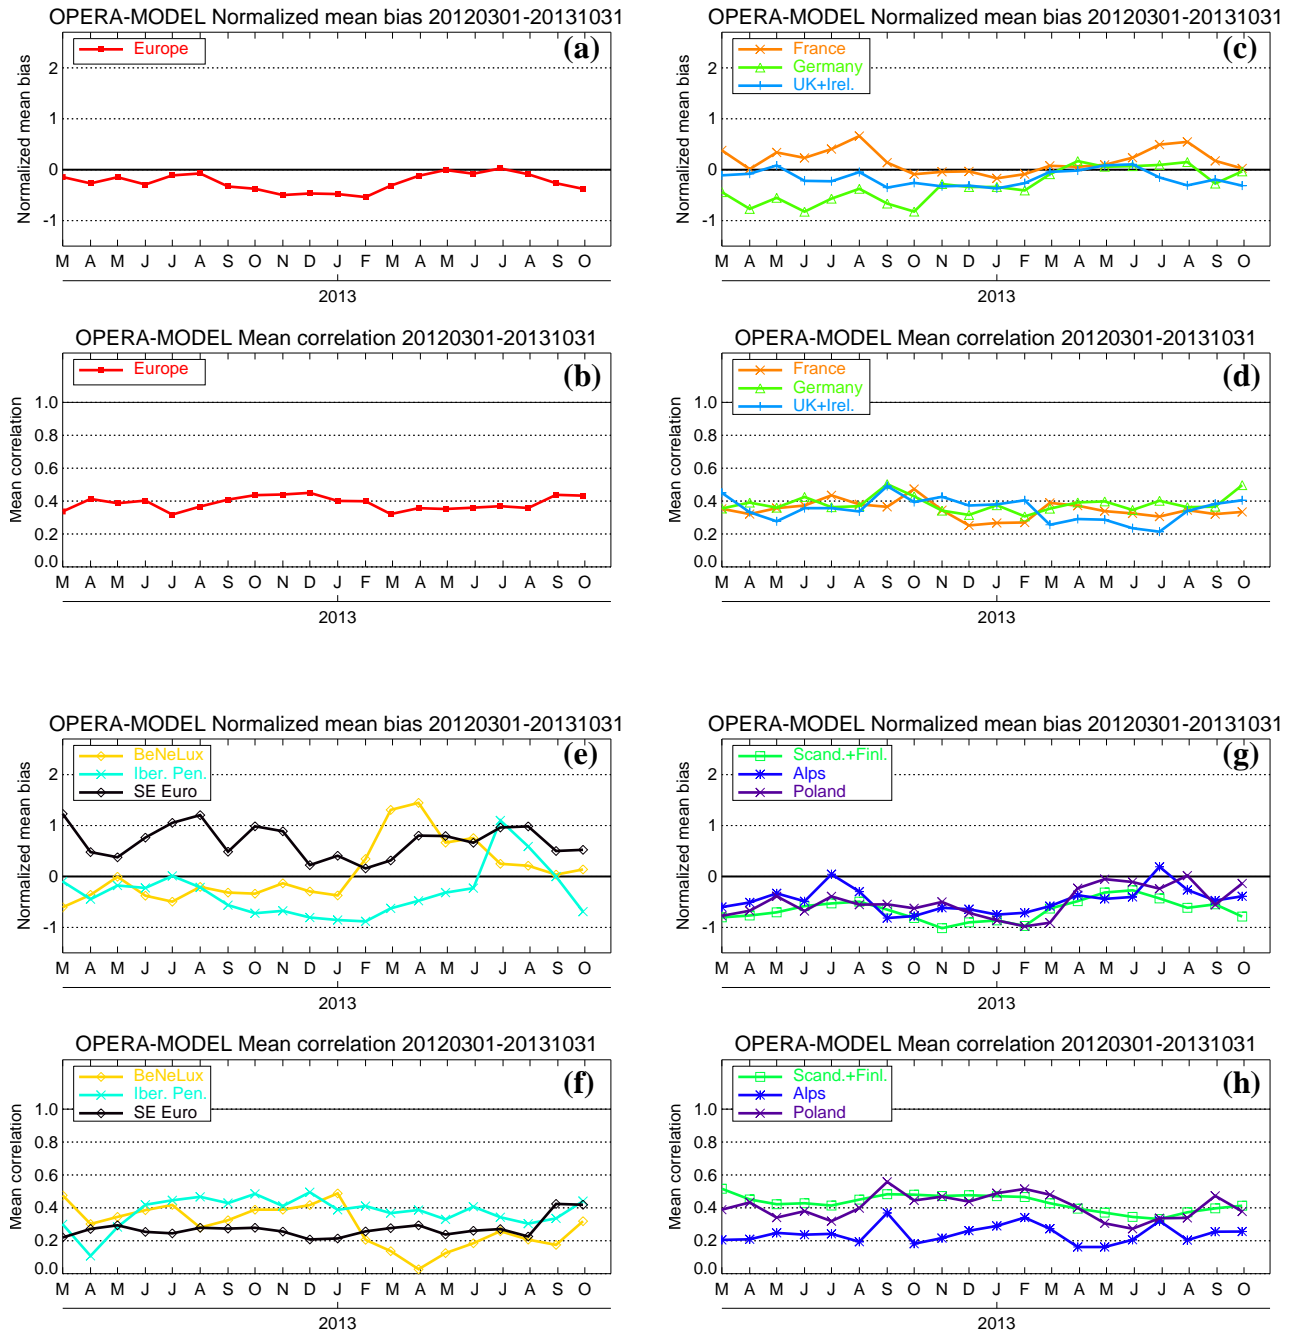 OPERA-MODEL Normalized mean bias 20120301-20131031
Europe
(a)
Normalized mean bias
2
1
0
-1
M A M J J A S O N D J F M A M J J A S O
2013
OPERA-MODEL Mean correlation 20120301-20131031
Europe
(b)
Mean correlation
1.0
0.8
0.6
0.4
0.2
0.0
M A M J J A S O N D J F M A M J J A S O
2013
OPERA-MODEL Normalized mean bias 20120301-20131031
France
Germany
UK+Irel.
(c)
Normalized mean bias
2
1
0
-1
M A M J J A S O N D J F M A M J J A S O
2013
OPERA-MODEL Mean correlation 20120301-20131031
France
Germany
UK+Irel.
(d)
Mean correlation
1.0
0.8
0.6
0.4
0.2
0.0
M A M J J A S O N D J F M A M J J A S O
2013
OPERA-MODEL Normalized mean bias 20120301-20131031
BeNeLux
Iber. Pen.
SE Euro
(e)
Normalized mean bias
2
1
0
-1
M A M J J A S O N D J F M A M J J A S O
2013
OPERA-MODEL Mean correlation 20120301-20131031
BeNeLux
Iber. Pen.
SE Euro
(f)
Mean correlation
1.0
0.8
0.6
0.4
0.2
0.0
M A M J J A S O N D J F M A M J J A S O
2013
OPERA-MODEL Normalized mean bias 20120301-20131031
Scand.+Finl.
Alps
Poland
(g)
Normalized mean bias
2
1
0
-1
M A M J J A S O N D J F M A M J J A S O
2013
OPERA-MODEL Mean correlation 20120301-20131031
Scand.+Finl.
Alps
Poland
(h)
Mean correlation
1.0
0.8
0.6
0.4
0.2
0.0
M A M J J A S O N D J F M A M J J A S O
2013